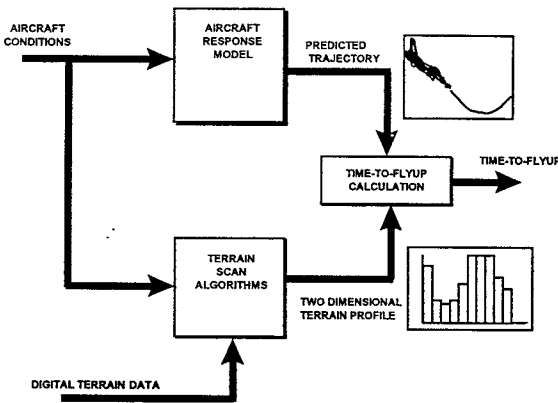 AIRCRAFT
CONDITIONS
AIRCRAFT
RESPONSE
MODEL
PREDICTED
TRAJECTORY
TIME-TO-FLYUP
CALCULATION
TIME-TO-FLYUP
TERRAIN
SCAN
ALGORITHMS
TWO DIMENSIONAL
TERRAIN PROFILE
DIGITAL TERRAIN DATA